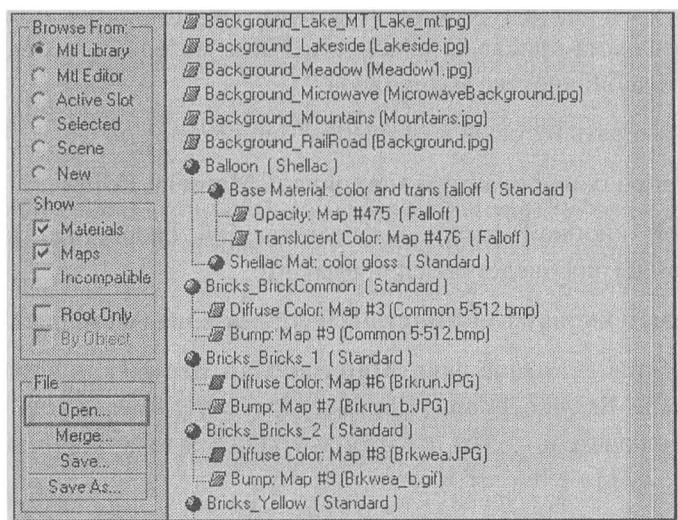 Browse From:
Mtl Library
Mtl Editor
Active Slot
Selected
Scene
New
Show
Materials
Maps
Incompatible
Root Only
By Object
File
Open...
Merge...
Save...
Save As...
Background_Lake_MT (Lake_mt.jpg)
Background_Lakeside (Lakeside.jpg)
Background_Meadow (Meadow1.jpg)
Background_Microwave (MicrowaveBackground.jpg)
Background_Mountains (Mountains.jpg)
Background_RailRoad (Background.jpg)
Balloon ( Shellac )
Base Material: color and trans falloff ( Standard )
Opacity: Map #475 ( Falloff )
Translucent Color: Map #476 ( Falloff )
Shellac Mat: color gloss ( Standard )
Bricks_BrickCommon ( Standard )
Diffuse Color: Map #3 (Common 5-512.bmp)
Bump: Map #9 (Common 5-512.bmp)
Bricks_Bricks_1 ( Standard )
Diffuse Color: Map #6 (Brkrun.JPG)
Bump: Map #7 (Brkrun_b.JPG)
Bricks_Bricks_2 ( Standard )
Diffuse Color: Map #8 (Brkwea.JPG)
Bump: Map #9 (Brkwea_b.gif)
Bricks_Yellow ( Standard )